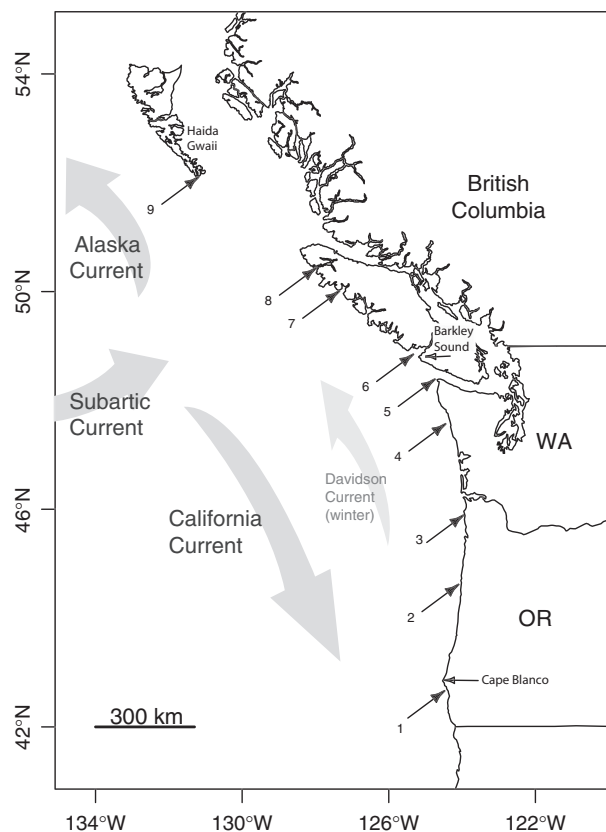 54°N
Haida
Gwaii
9
British
Columbia
Alaska
Current
50°N
8
7
Barkley
Sound
6
5
Subartic
Current
WA
4
Davidson
Current
(winter)
46°N
California
Current
3
2
OR
Cape Blanco
300 km
42°N
1
134°W
130°W
126°W
122°W